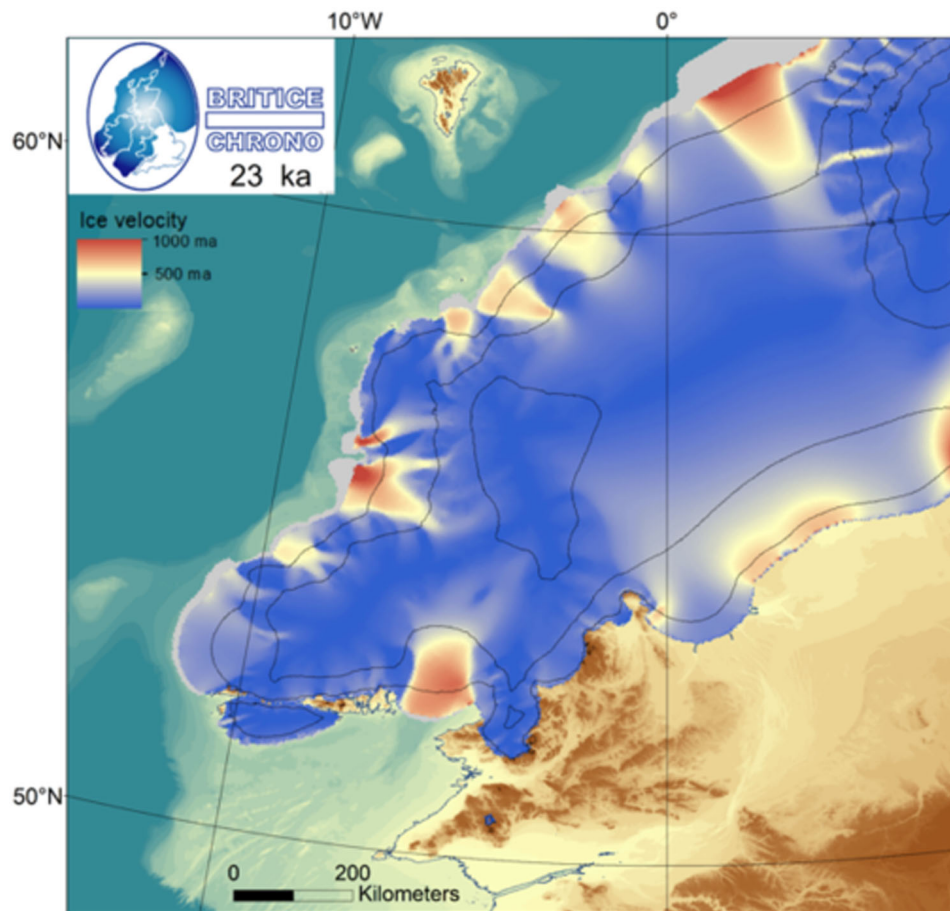 10°W
0°
BRITICE
CHRONO
23 ka
60°N
Ice velocity
1000 ma
500 ma
50°N
0
200
Kilometers